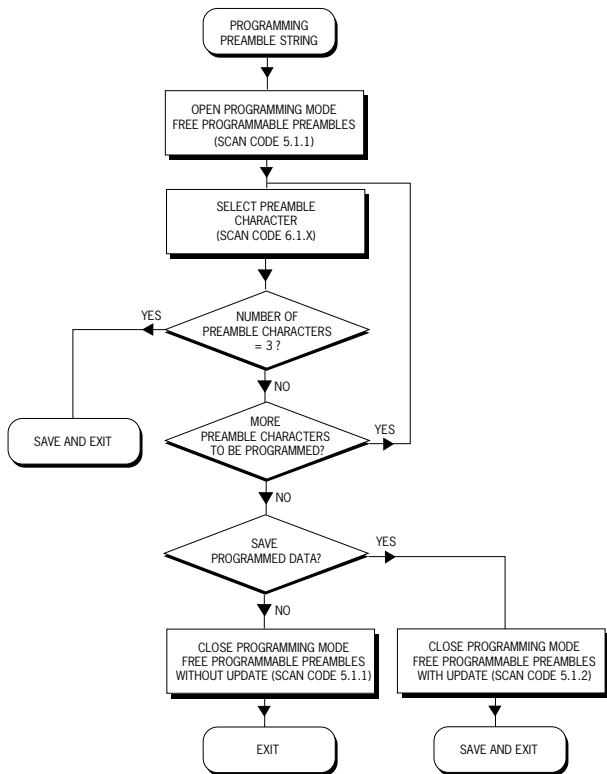 PROGRAMMING
PREAMBLE STRING
OPEN PROGRAMMING MODE
FREE PROGRAMMABLE PREAMBLES
(SCAN CODE 5.1.1)
SELECT PREAMBLE
CHARACTER
(SCAN CODE 6.1.X)
YES
NUMBER OF
PREAMBLE CHARACTERS
= 3 ?
NO
SAVE AND EXIT
MORE
PREAMBLE CHARACTERS
TO BE PROGRAMMED?
YES
NO
SAVE
PROGRAMMED DATA?
YES
NO
CLOSE PROGRAMMING MODE
FREE PROGRAMMABLE PREAMBLES
WITHOUT UPDATE (SCAN CODE 5.1.1)
CLOSE PROGRAMMING MODE
FREE PROGRAMMABLE PREAMBLES
WITH UPDATE (SCAN CODE 5.1.2)
EXIT
SAVE AND EXIT